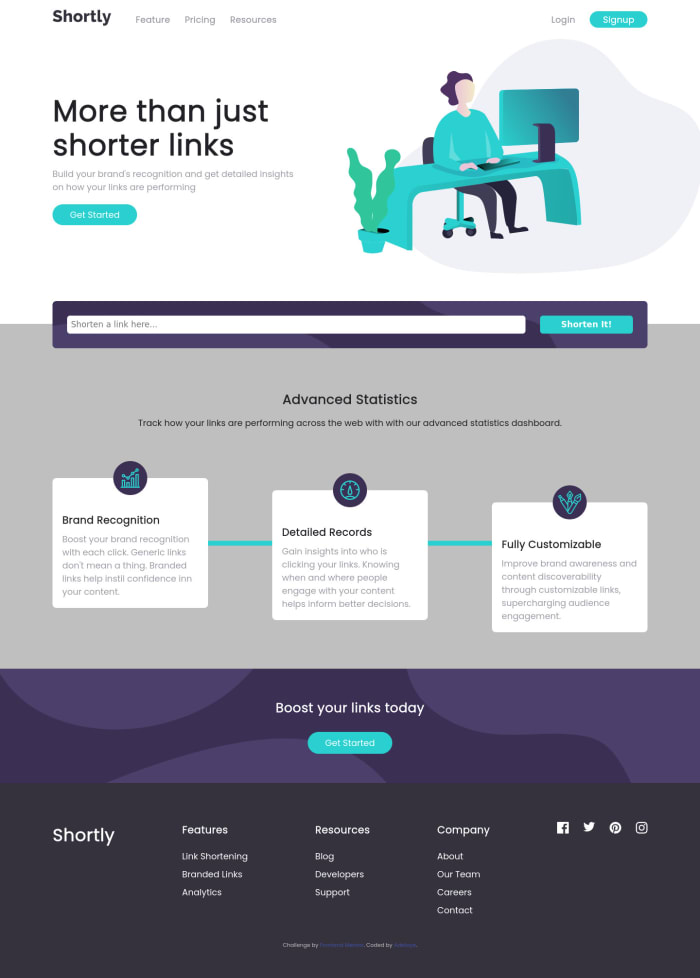 Shortly
Feature
Pricing
Resources
Login
Signup
More than just
shorter links
Build your brand's recognition and get detailed insights
on how your links are performing
Get Started
Shorten a link here...
Shorten It!
Advanced Statistics
Track how your links are performing across the web with with our advanced statistics dashboard.
Brand Recognition
Boost your brand recognition
with each click. Generic links
don't mean a thing. Branded
links help instil confidence inn
your content.
Detailed Records
Gain insights into who is
clicking your links. Knowing
when and where people
engage with your content
helps inform better decisions.
Fully Customizable
Improve brand awareness and
content discoverability
through customizable links,
supercharging audience
engagement.
Boost your links today
Get Started
Shortly
Features
Link Shortening
Branded Links
Analytics
Resources
Blog
Developers
Support
Company
About
Our Team
Careers
Contact
Challenge by Frontend Mentor. Coded by